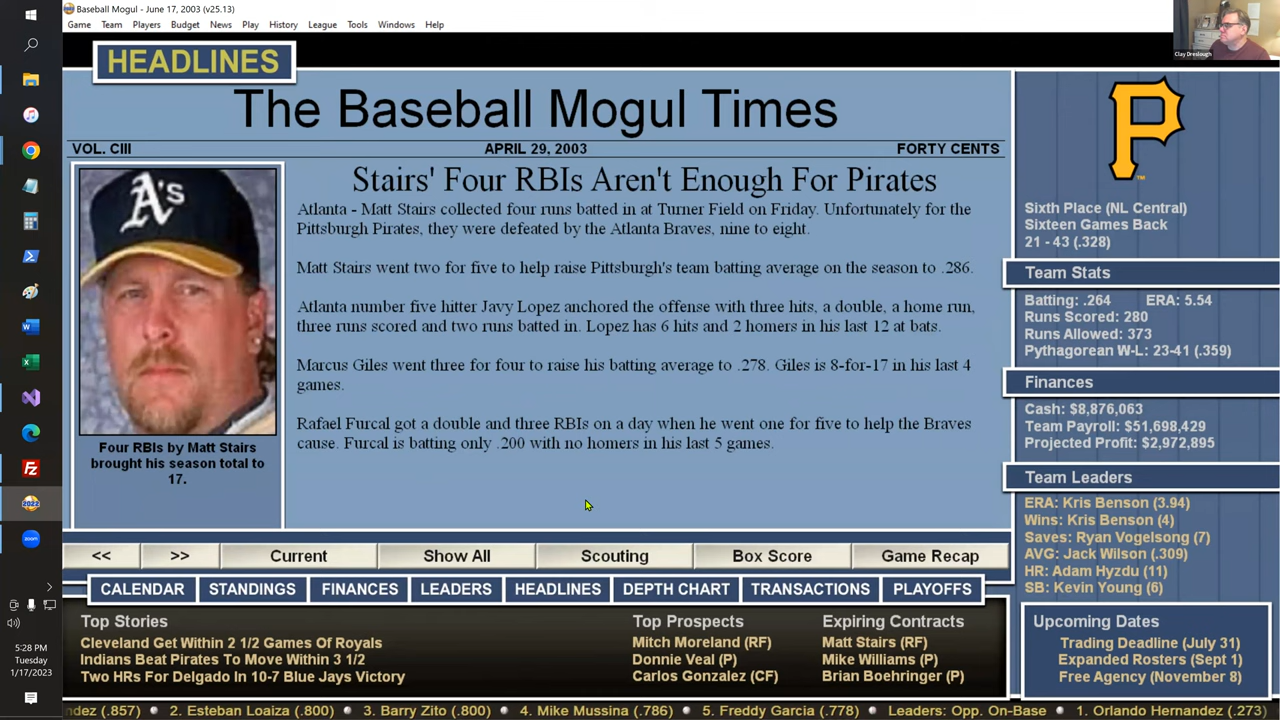 Baseball Mogul - June 17, 2003 (v25.13)
Game Team Players Budget News Play History League Tools Windows Help
Clay Dreslough
HEADLINES
The Baseball Mogul Times
VOL. CIII APRIL 29, 2003 FORTY CENTS
A's
Four RBIs by Matt Stairs
brought his season total to
17.
Stairs' Four RBIs Aren't Enough For Pirates
Atlanta - Matt Stairs collected four runs batted in at Turner Field on Friday. Unfortunately for the
Pittsburgh Pirates, they were defeated by the Atlanta Braves, nine to eight.
Matt Stairs went two for five to help raise Pittsburgh's team batting average on the season to .286.
Atlanta number five hitter Javy Lopez anchored the offense with three hits, a double, a home run,
three runs scored and two runs batted in. Lopez has 6 hits and 2 homers in his last 12 at bats.
Marcus Giles went three for four to raise his batting average to .278. Giles is 8-for-17 in his last 4
games.
Rafael Furcal got a double and three RBIs on a day when he went one for five to help the Braves
cause. Furcal is batting only .200 with no homers in his last 5 games.
P
TM
Sixth Place (NL Central)
Sixteen Games Back
21 - 43 (.328)
Team Stats
Batting: .264 ERA: 5.54
Runs Scored: 280
Runs Allowed: 373
Pythagorean W-L: 23-41 (.359)
Finances
Cash: $8,876,063
Team Payroll: $51,698,429
Projected Profit: $2,972,895
Team Leaders
ERA: Kris Benson (3.94)
Wins: Kris Benson (4)
Saves: Ryan Vogelsong (7)
AVG: Jack Wilson (.309)
HR: Adam Hyzdu (11)
SB: Kevin Young (6)
<< >> Current Show All Scouting Box Score Game Recap
CALENDAR STANDINGS FINANCES LEADERS HEADLINES DEPTH CHART TRANSACTIONS PLAYOFFS
Top Stories
Cleveland Get Within 2 1/2 Games Of Royals
Indians Beat Pirates To Move Within 3 1/2
Two HRs For Delgado In 10-7 Blue Jays Victory
Top Prospects
Mitch Moreland (RF)
Donnie Veal (P)
Carlos Gonzalez (CF)
Expiring Contracts
Matt Stairs (RF)
Mike Williams (P)
Brian Boehringer (P)
Upcoming Dates
Trading Deadline (July 31)
Expanded Rosters (Sept 1)
Free Agency (November 8)
ndez (.857) 2. Esteban Loaiza (.800) 3. Barry Zito (.800) 4. Mike Mussina (.786) 5. Freddy Garcia (.778) Leaders: Opp. On-Base 1. Orlando Hernandez (.273)
5:28 PM
Tuesday
1/17/2023